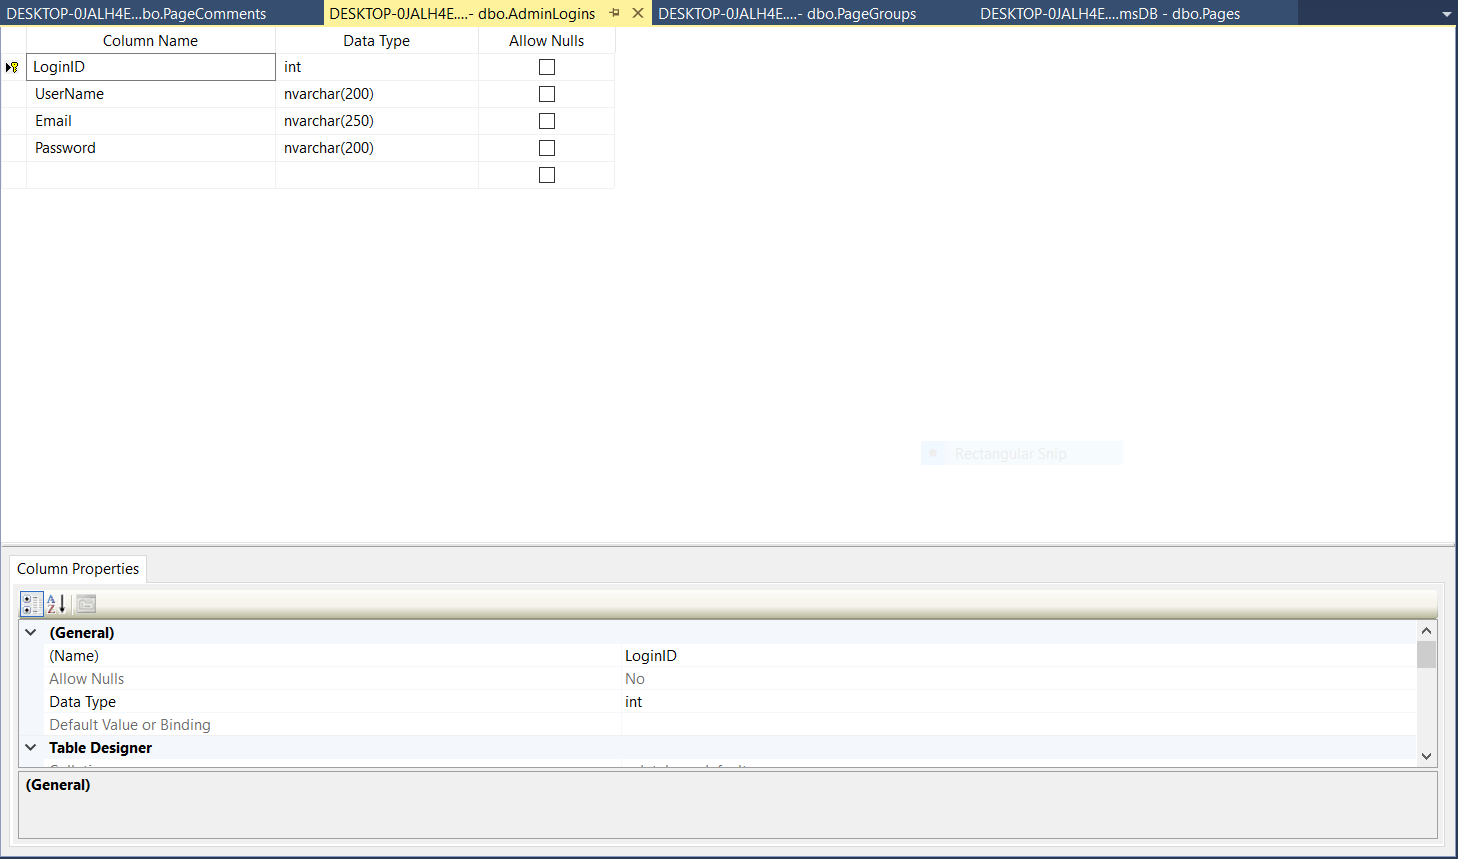 DESKTOP-0JALH4E...bo.PageComments DESKTOP-0JALH4E....- dbo.AdminLogins DESKTOP-0JALH4E....- dbo.PageGroups DESKTOP-0JALH4E....msDB - dbo.Pages
Column Name Data Type Allow Nulls
LoginID int
UserName nvarchar(200)
Email nvarchar(250)
Password nvarchar(200)
Rectangular Snip
Column Properties
(General)
(Name) LoginID
Allow Nulls No
Data Type int
Default Value or Binding
Table Designer
(General)